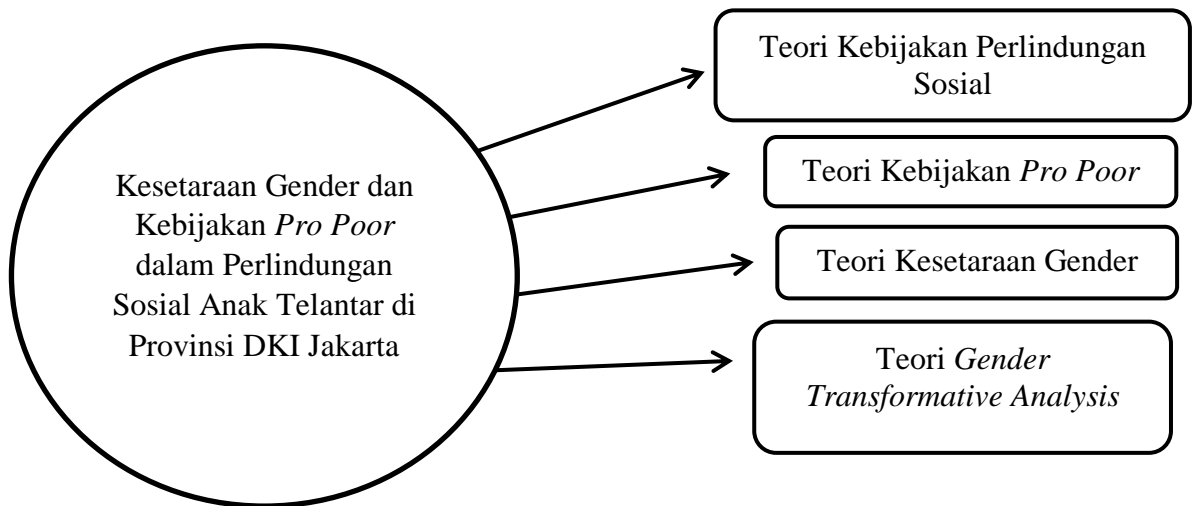 Kesetaraan Gender dan
Kebijakan Pro Poor
dalam Perlindungan
Sosial Anak Telantar di
Provinsi DKI Jakarta
Teori Kebijakan Perlindungan
Sosial
Teori Kebijakan Pro Poor
Teori Kesetaraan Gender
Teori Gender
Transformative Analysis